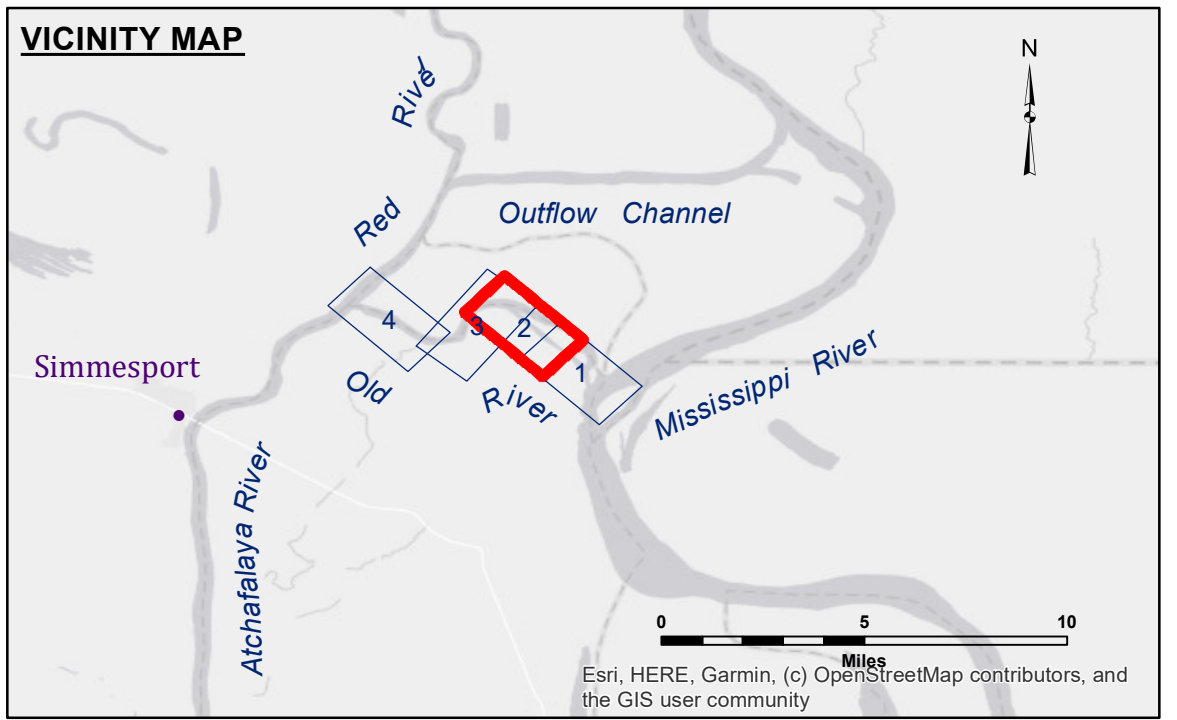 VICINITY MAP
N
River
Red
Outflow Channel
4
3
2
1
Simmesport
Old
River
Mississippi River
Atchafalaya River
0 5 10
Miles
Esri, HERE, Garmin, (c) OpenStreetMap contributors, and
the GIS user community